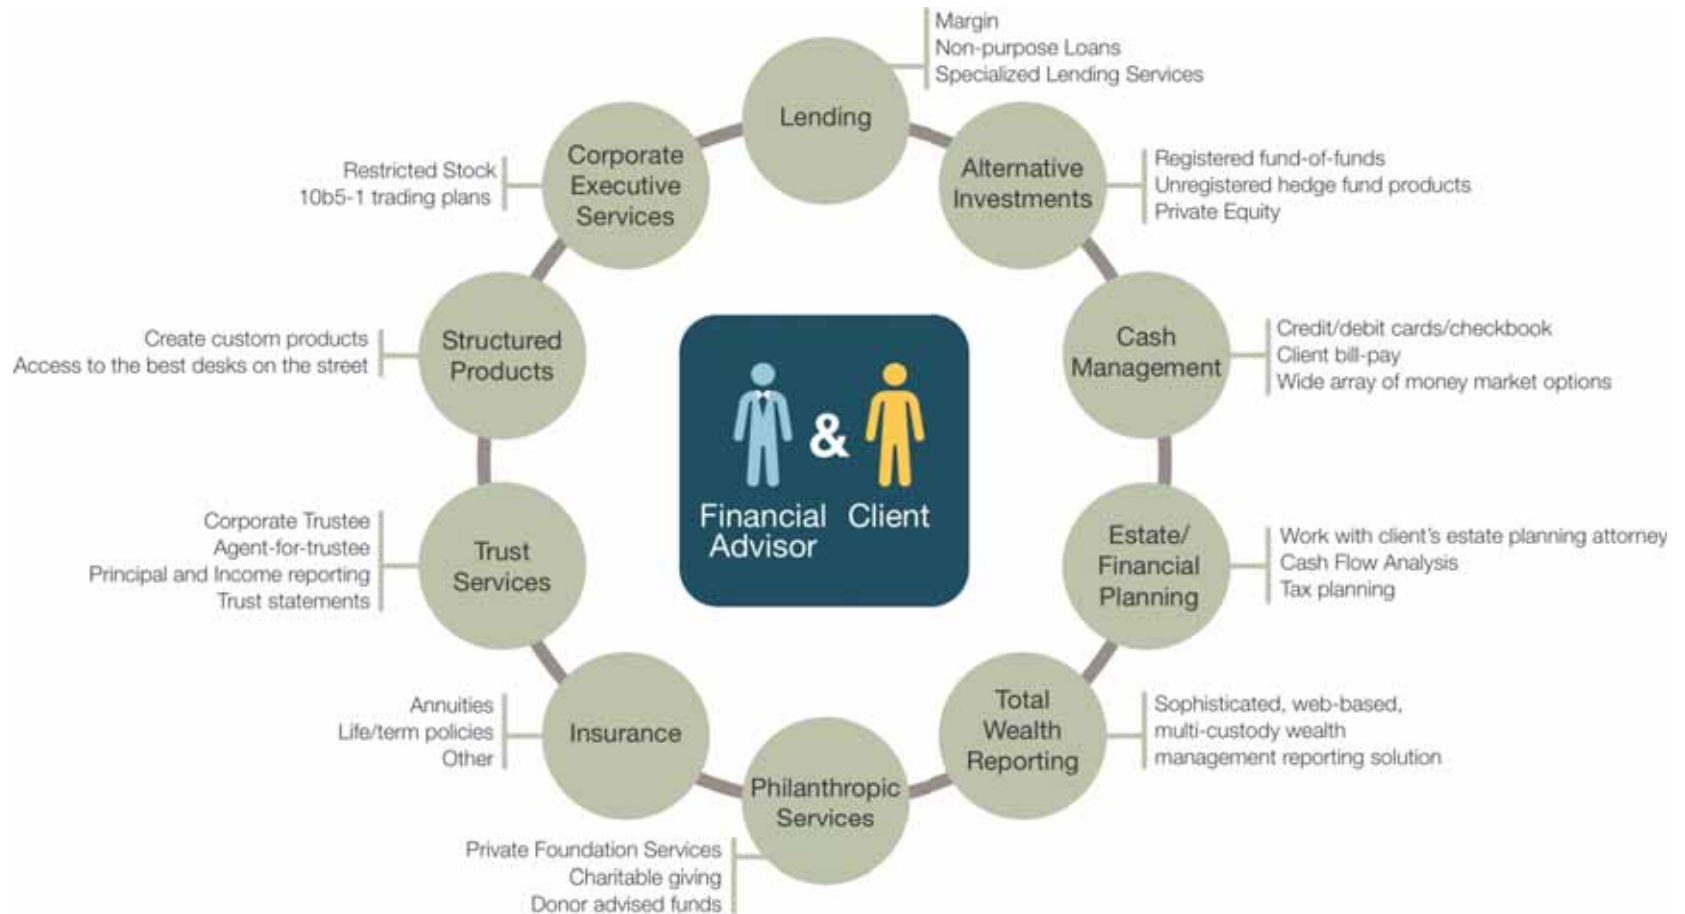 Margin
Non-purpose Loans
Specialized Lending Services
Lending
Alternative
Investments
Registered fund-of-funds
Unregistered hedge fund products
Private Equity
Cash
Management
Credit/debit cards/checkbook
Client bill-pay
Wide array of money market options
Estate/
Financial
Planning
Work with client's estate planning attorney
Cash Flow Analysis
Tax planning
Total
Wealth
Reporting
Sophisticated, web-based,
multi-custody wealth
management reporting solution
Philanthropic
Services
Private Foundation Services
Charitable giving
Donor advised funds
Insurance
Annuities
Life/term policies
Other
Trust
Services
Corporate Trustee
Agent-for-trustee
Principal and Income reporting
Trust statements
Structured
Products
Create custom products
Access to the best desks on the street
Corporate
Executive
Services
Restricted Stock
10b5-1 trading plans
&
Financial
Advisor
Client